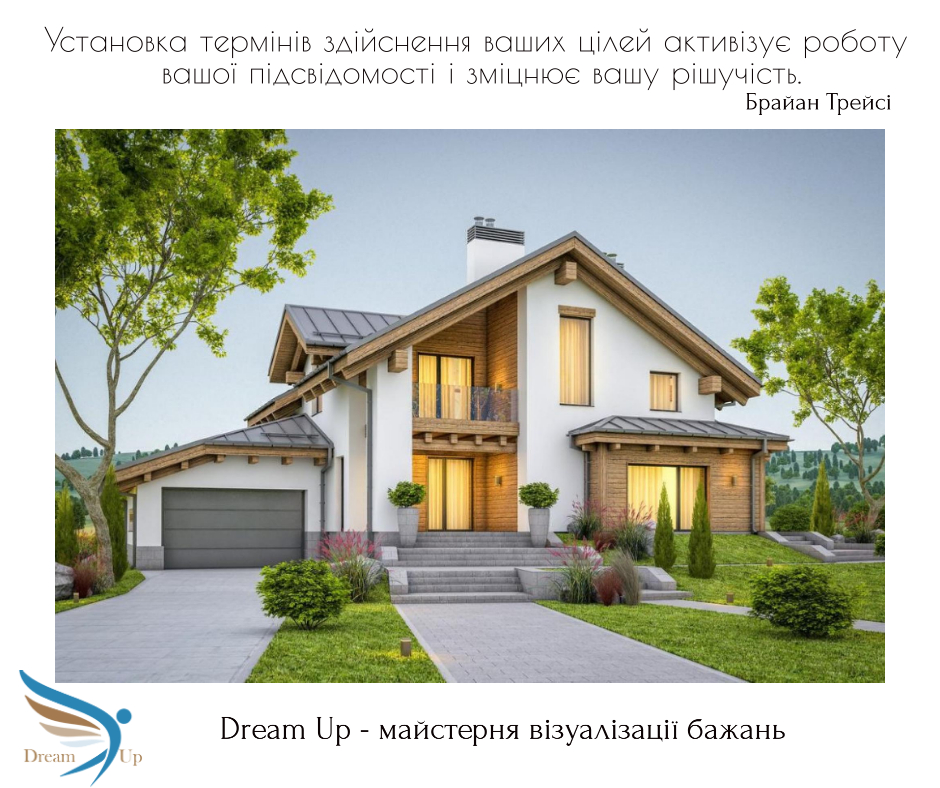 Установка термінів здійснення ваших цілей активізує роботу
вашої підсвідомості і зміцнює вашу рішучість.
Брайан Трейсі
Dream Up
Dream Up - майстерня візуалізації бажань